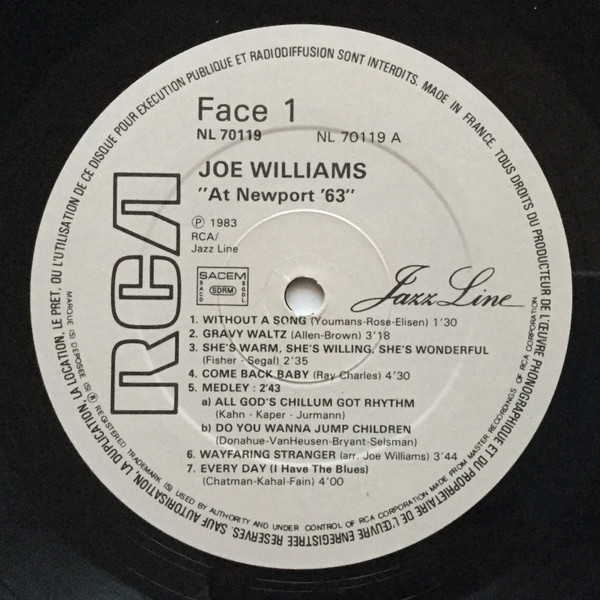 Face 1
NL 70119 NL 70119 A
JOE WILLIAMS
"At Newport '63"
Ⓟ 1983
RCA/
Jazz Line
RCA
SACEM
SACD SDRM SGDL
Jazz Line
1. WITHOUT A SONG (Youmans-Rose-Elisen) 1'30
2. GRAVY WALTZ (Allen-Brown) 3'18
3. SHE'S WARM, SHE'S WILLING, SHE'S WONDERFUL
(Fisher - Segal) 2'35
4. COME BACK BABY (Ray Charles) 4'30
5. MEDLEY : 2'43
a) ALL GOD'S CHILLUM GOT RHYTHM
(Kahn - Kaper - Jurmann)
b) DO YOU WANNA JUMP CHILDREN
(Donahue-VanHeusen-Bryant-Selsman)
6. WAYFARING STRANGER (arr. Joe Williams) 3'44
7. EVERY DAY (I Have The Blues)
(Chatman-Kahal-Fain) 4'00
MADE IN FRANCE. TOUS DROITS DU PRODUCTEUR DE L'ŒUVRE PHONOGRAPHIQUE ET DU PROPRIETAIRE DE L'ŒUVRE ENREGISTREE RESERVES. SAUF AUTORISATION, LA DUPLICATION, LA LOCATION, LE PRET, OU L'UTILISATION DE CE DISQUE POUR EXECUTION PUBLIQUE ET RADIODIFFUSION SONT INTERDITS.
MARQUE (S) DEPOSEE (S) ® REGISTERED TRADEMARK (S) USED BY AUTHORITY AND UNDER CONTROL OF RCA CORPORATION MADE FROM MASTER RECORDINGS OF RCA CORPORATION